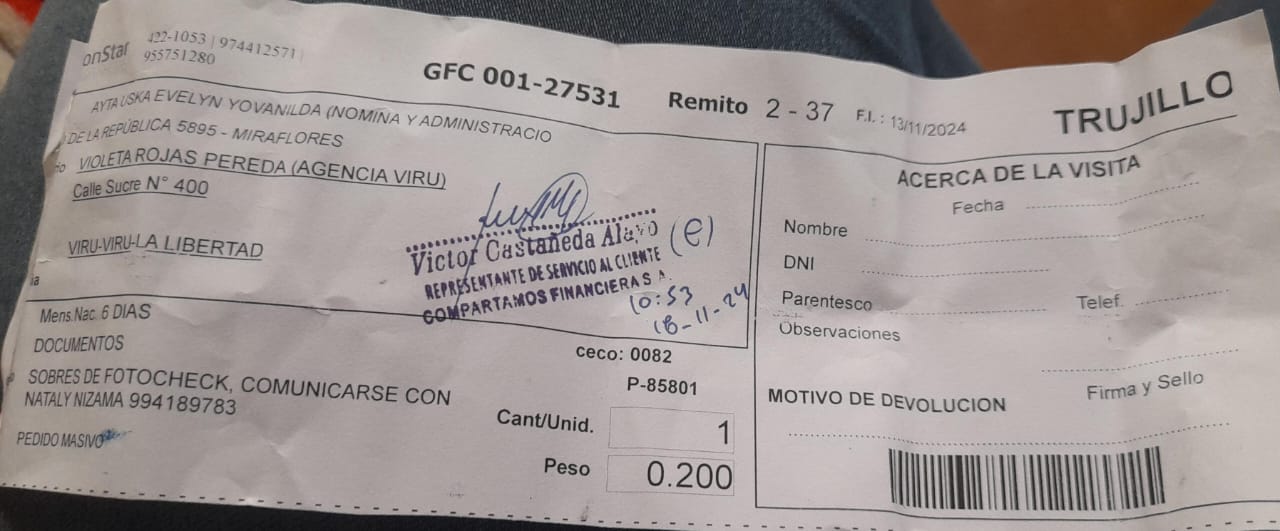 onStar 422-1053 | 974412571 |
955751280
GFC 001-27531 Remito 2 - 37 F.I.: 13/11/2024 TRUJILLO
AYTA USKA EVELYN YOVANILDA (NOMINA Y ADMINISTRACIO
DE LA REPÚBLICA 5895 - MIRAFLORES
VIOLETA ROJAS PEREDA (AGENCIA VIRU)
Calle Sucre N° 400
VIRU-VIRU-LA LIBERTAD
Victor Castañeda Alayo (e)
REPRESENTANTE DE SERVICIO AL CLIENTE
COMPARTAMOS FINANCIERA S.A.
10:53
18-11-24
Mens.Nac. 6 DIAS
DOCUMENTOS
ceco: 0082
SOBRES DE FOTOCHECK, COMUNICARSE CON
NATALY NIZAMA 994189783
P-85801
PEDIDO MASIVO
Cant/Unid. 1
Peso 0.200
ACERCA DE LA VISITA
Fecha
Nombre
DNI
Parentesco Telef.
Observaciones
Firma y Sello
MOTIVO DE DEVOLUCION